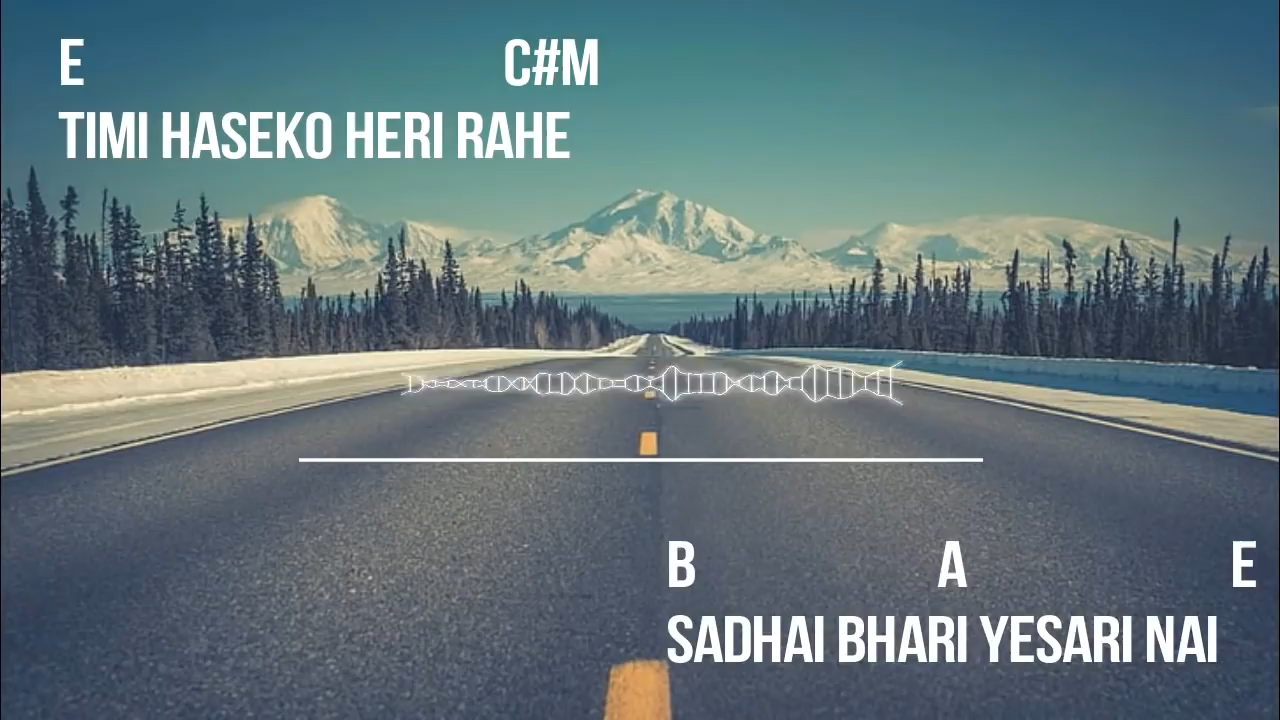 E C#M
TIMI HASEKO HERI RAHE
B A E
SADHAI BHARI YESARI NAI